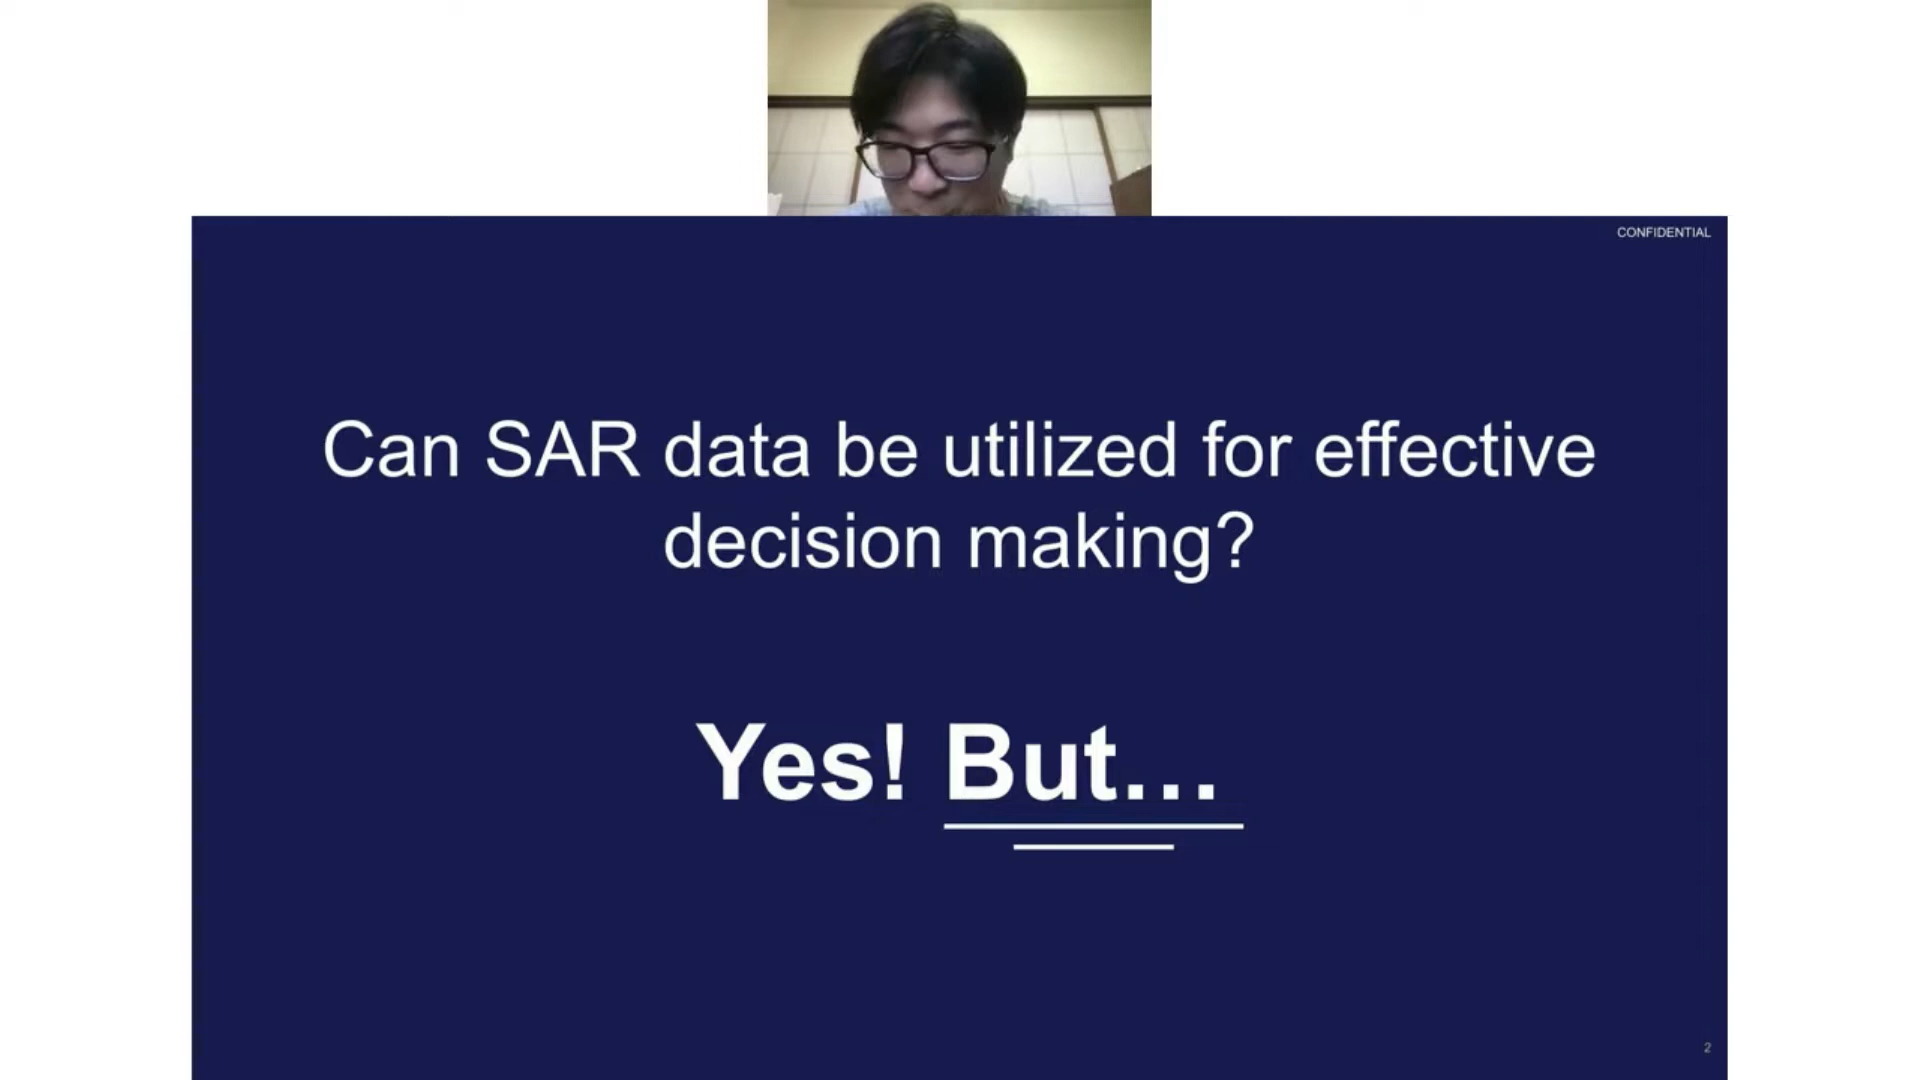 CONFIDENTIAL
Can SAR data be utilized for effective
decision making?
Yes! But...
2